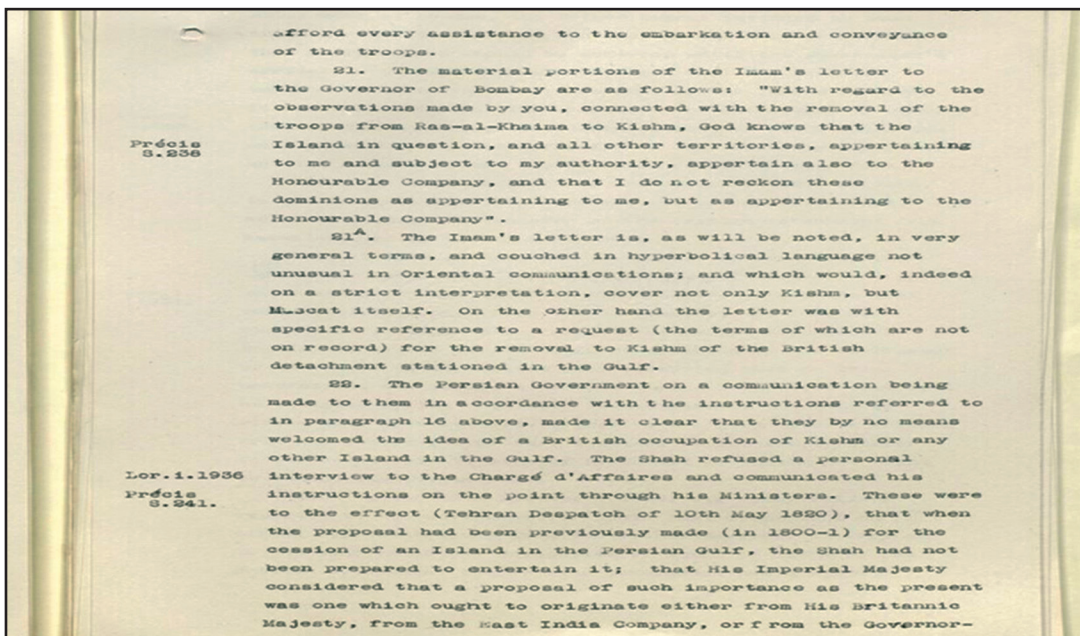 afford every assistance to the embarkation and conveyance
of the troops.
21. The material portions of the Imam's letter to
the Governor of Bombay are as follows: "With regard to the
observations made by you, connected with the removal of the
troops from Ras-al-Khaima to Kishm, God knows that the
Précis
S.238
Island in question, and all other territories, appertaining
to me and subject to my authority, appertain also to the
Honourable Company, and that I do not reckon these
dominions as appertaining to me, but as appertaining to the
Honourable Company".
21A. The Imam's letter is, as will be noted, in very
general terms, and couched in hyperbolical language not
unusual in Oriental communications; and which would, indeed
on a strict interpretation, cover not only Kishm, but
Muscat itself. On the other hand the letter was with
specific reference to a request (the terms of which are not
on record) for the removal to Kishm of the British
detachment stationed in the Gulf.
22. The Persian Government on a communication being
made to them in accordance with the instructions referred to
in paragraph 16 above, made it clear that they by no means
welcomed the idea of a British occupation of Kishm or any
other Island in the Gulf. The Shah refused a personal
Lor.i.1936
interview to the Chargé d'Affaires and communicated his
Précis
S.241.
instructions on the point through his Ministers. These were
to the effect (Tehran Despatch of 10th May 1820), that when
the proposal had been previously made (in 1800-1) for the
cession of an Island in the Persian Gulf, the Shah had not
been prepared to entertain it; that His Imperial Majesty
considered that a proposal of such importance as the present
was one which ought to originate either from His Britannic
Majesty, from the East India Company, or from the Governor-